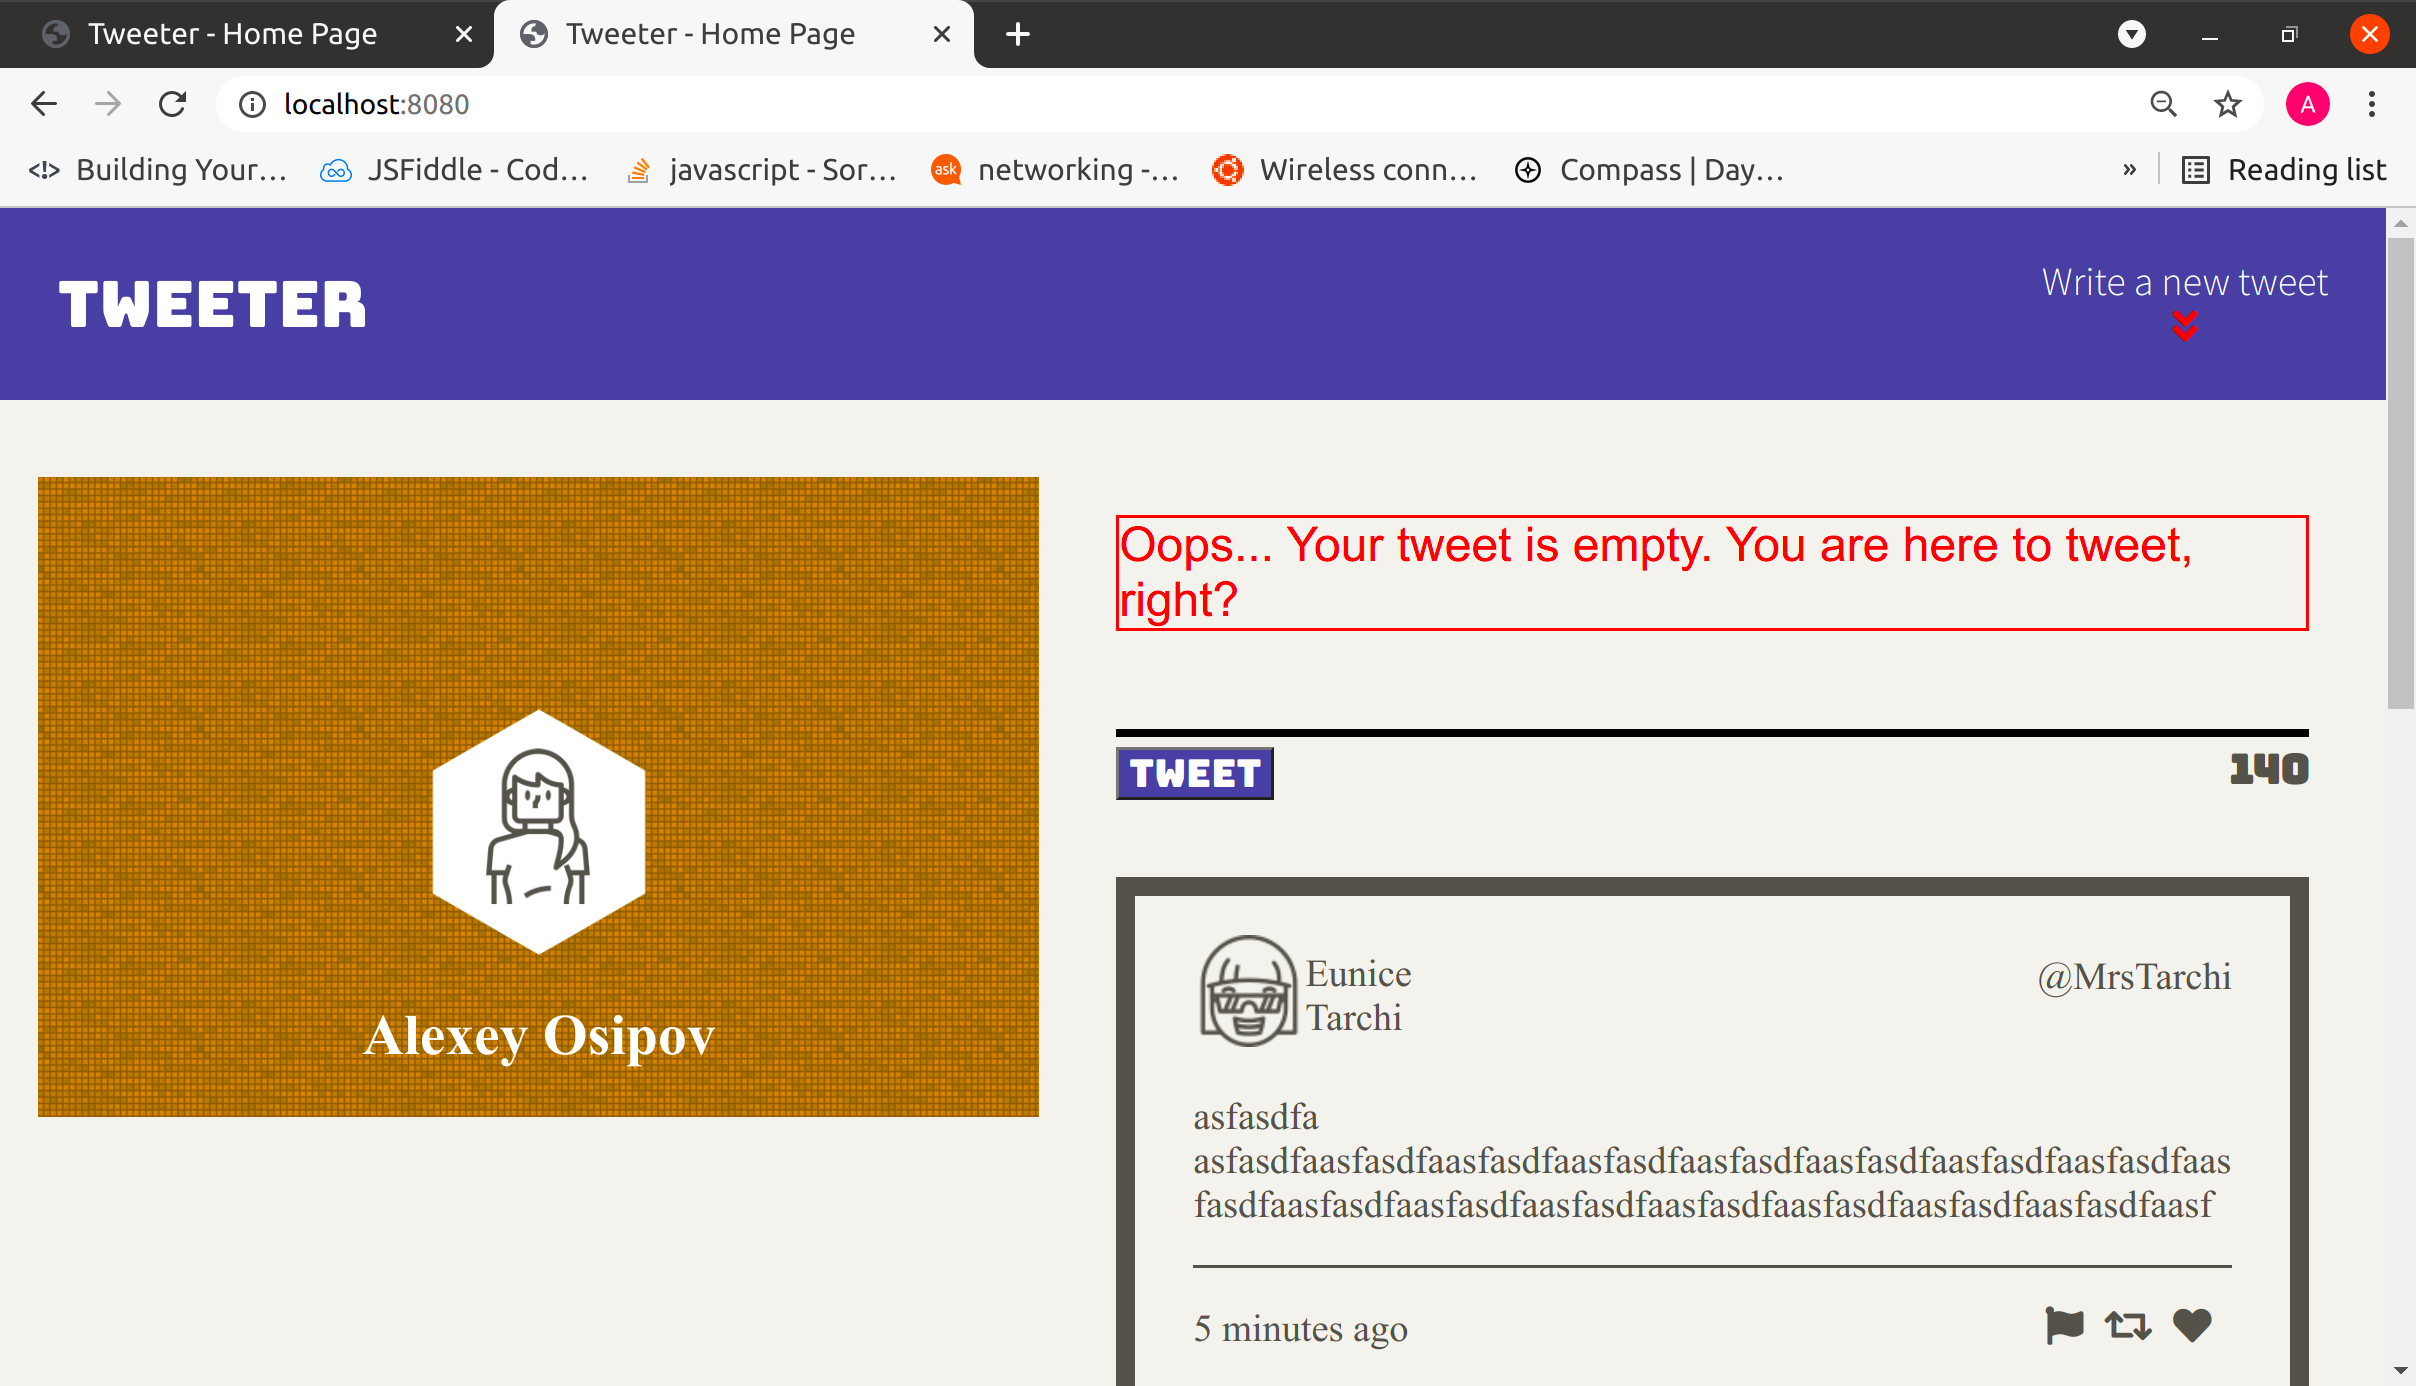 Tweeter - Home Page
Tweeter - Home Page
localhost:8080
A
Building Your...
JSFiddle - Cod...
javascript - Sor...
ask
networking -...
Wireless conn...
Compass | Day...
»
Reading list
TWEETER
Write a new tweet
Oops... Your tweet is empty. You are here to tweet,
right?
TWEET
140
Alexey Osipov
Eunice
Tarchi
@MrsTarchi
asfasdfa
asfasdfaasfasdfaasfasdfaasfasdfaasfasdfaasfasdfaasfasdfaasfasdfaas
fasdfaasfasdfaasfasdfaasfasdfaasfasdfaasfasdfaasfasdfaasfasdfaasf
5 minutes ago